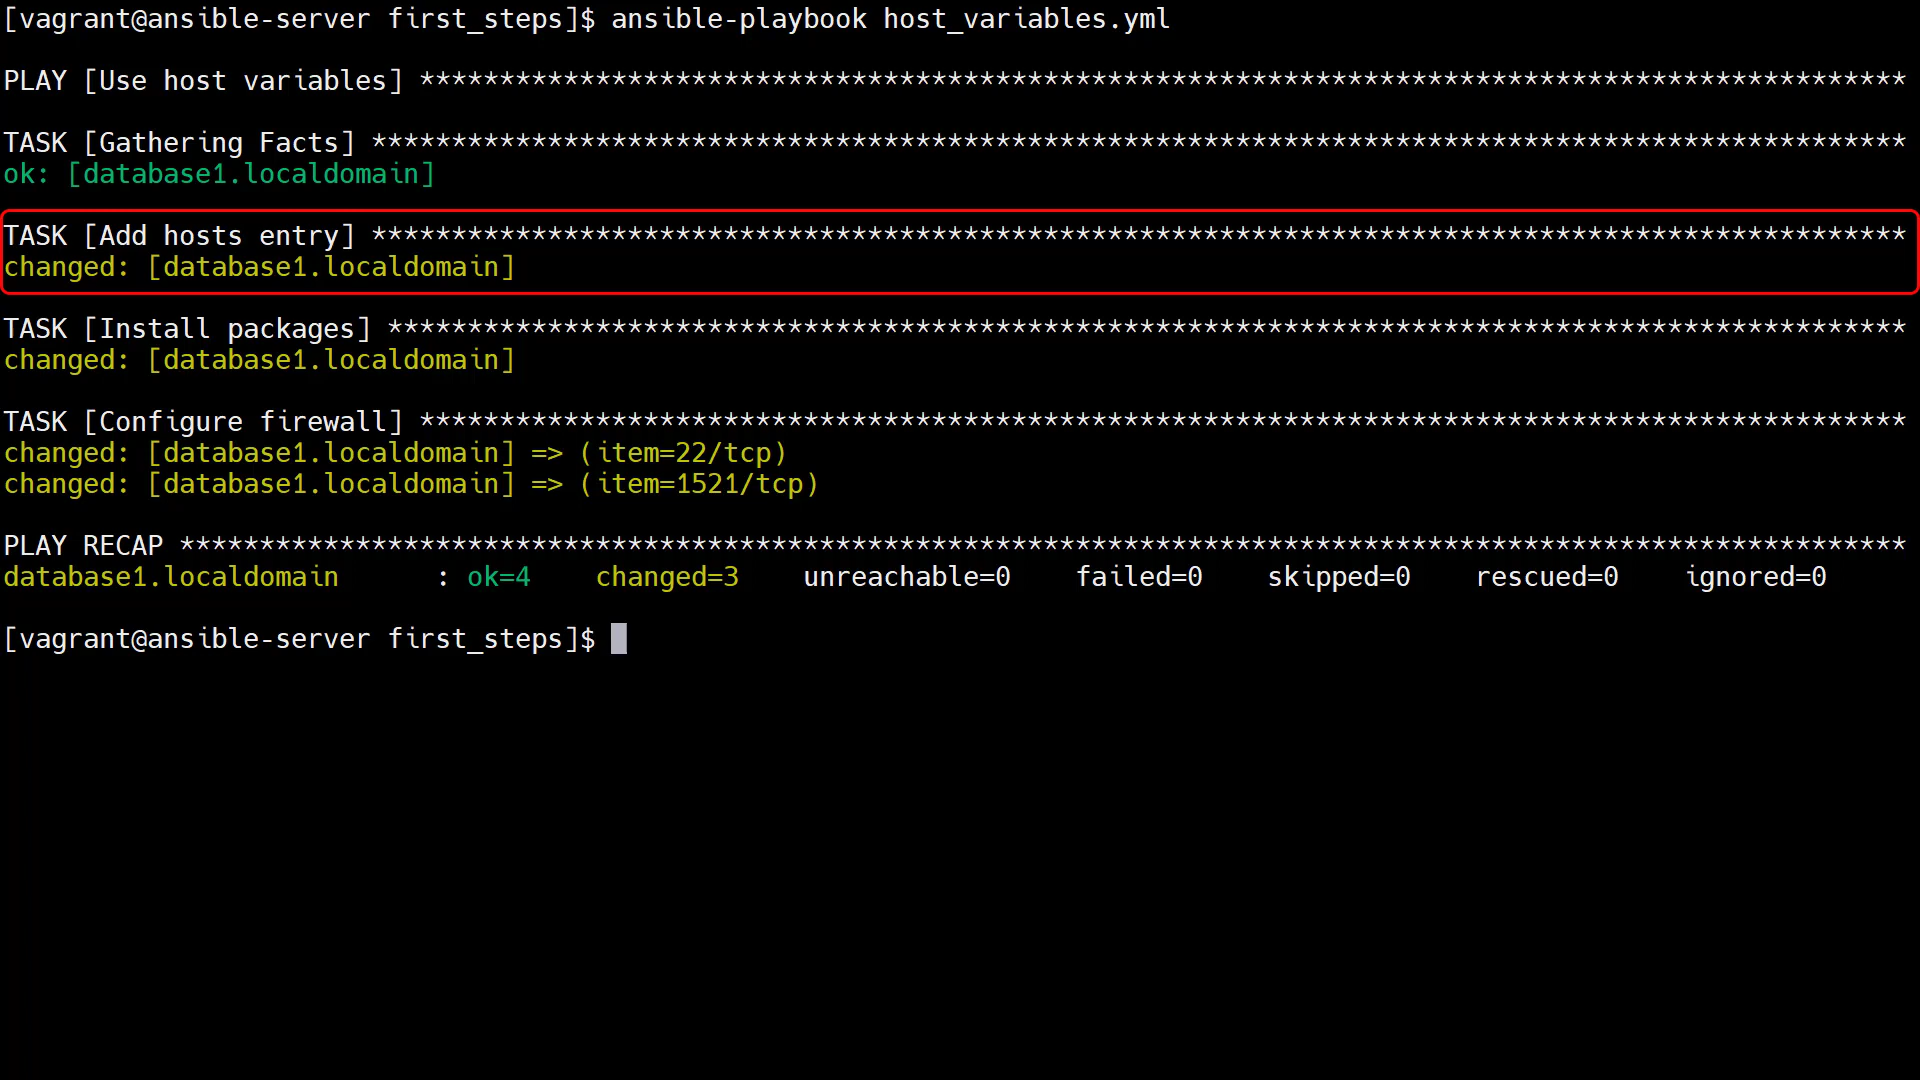 [vagrant@ansible-server first_steps]$ ansible-playbook host_variables.yml
PLAY [Use host variables] *********************************************************************************************
TASK [Gathering Facts] ************************************************************************************************
ok: [database1.localdomain]
TASK [Add hosts entry] ************************************************************************************************
changed: [database1.localdomain]
TASK [Install packages] ***********************************************************************************************
changed: [database1.localdomain]
TASK [Configure firewall] *********************************************************************************************
changed: [database1.localdomain] => (item=22/tcp)
changed: [database1.localdomain] => (item=1521/tcp)
PLAY RECAP ************************************************************************************************************
database1.localdomain      : ok=4    changed=3    unreachable=0    failed=0    skipped=0    rescued=0    ignored=0
[vagrant@ansible-server first_steps]$